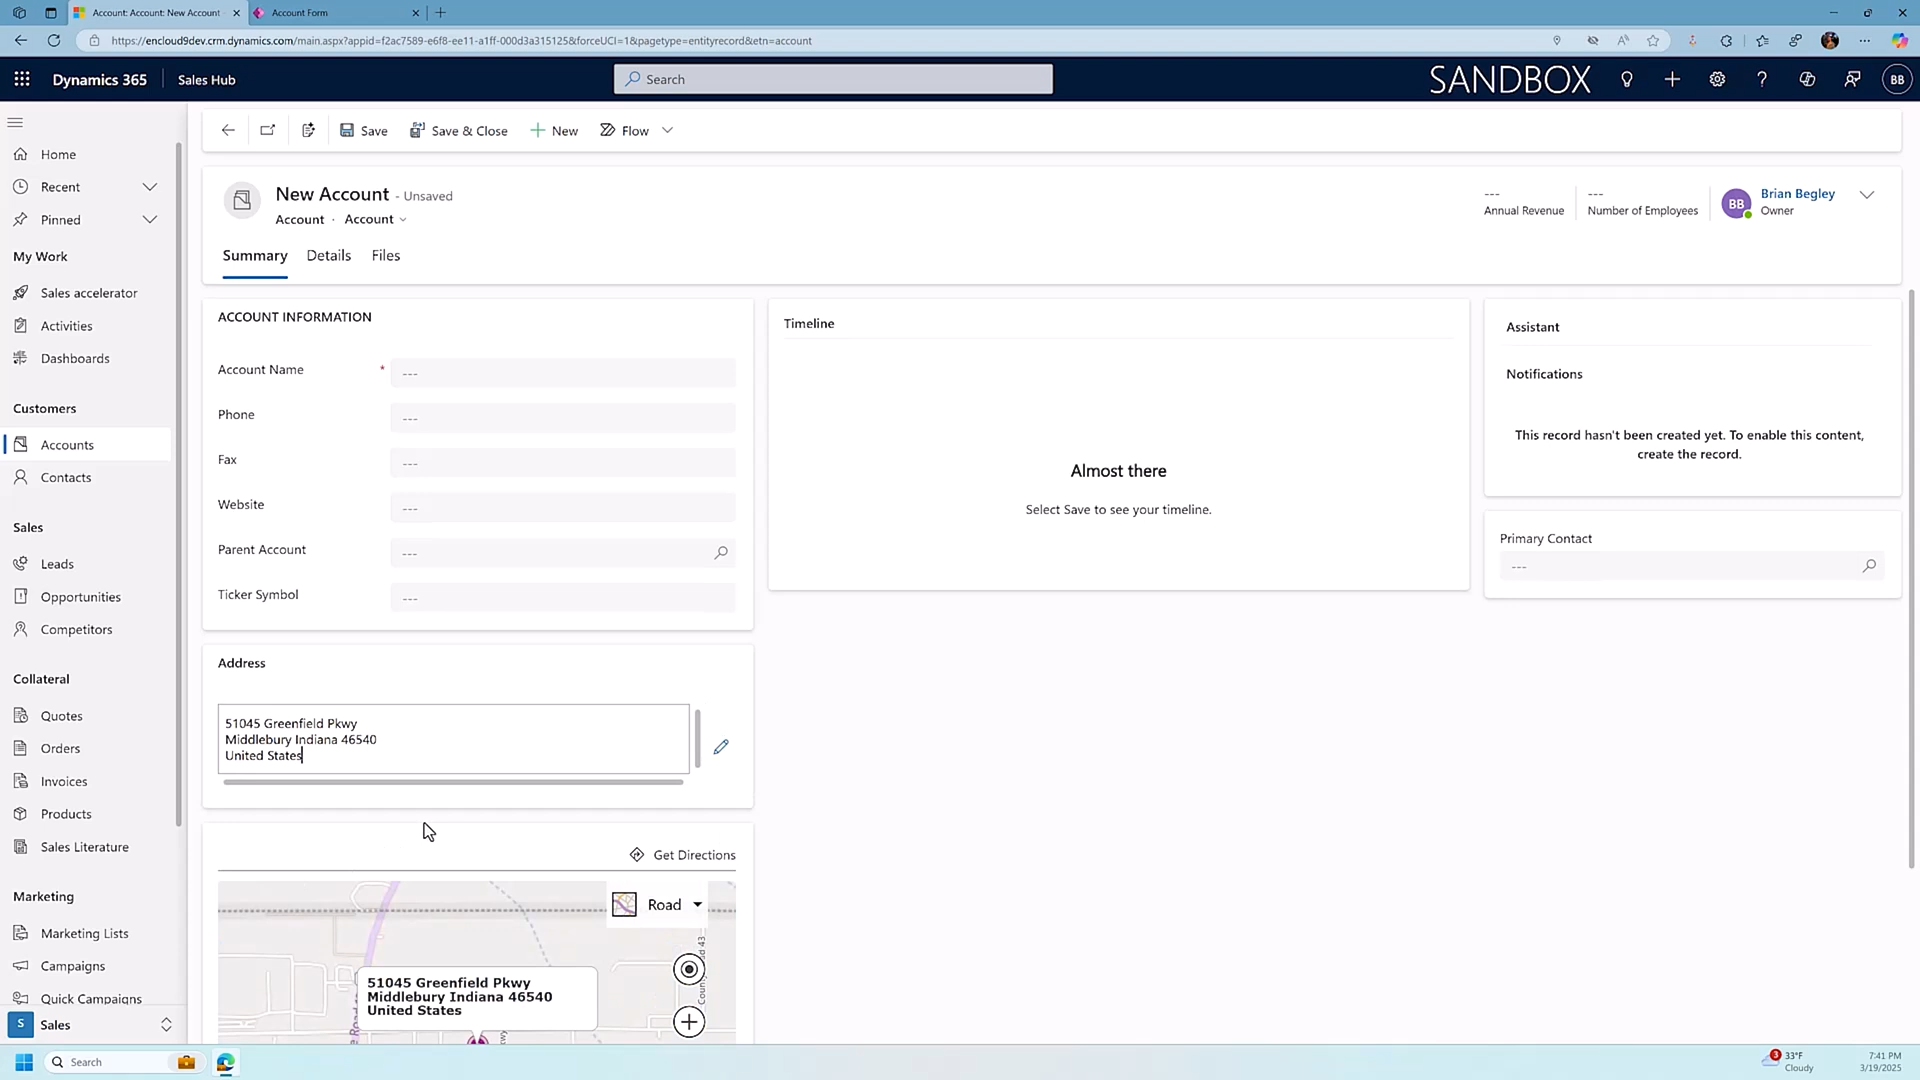 Account: Account: New Account
Account Form
https://encloud9dev.crm.dynamics.com/main.aspx?appid=f2ac7589-e6f8-ee11-a1ff-000d3a315125&forceUCI=1&pagetype=entityrecord&etn=account
Dynamics 365
Sales Hub
Search
SANDBOX
BB
Save
Save & Close
New
Flow
Home
Recent
Pinned
My Work
Sales accelerator
Activities
Dashboards
Customers
Accounts
Contacts
Sales
Leads
Opportunities
Competitors
Collateral
Quotes
Orders
Invoices
Products
Sales Literature
Marketing
Marketing Lists
Campaigns
Quick Campaigns
S Sales
New Account - Unsaved
Account · Account
---
Annual Revenue
---
Number of Employees
BB
Brian Begley
Owner
Summary
Details
Files
ACCOUNT INFORMATION
Account Name * ---
Phone ---
Fax ---
Website ---
Parent Account ---
Ticker Symbol ---
Address
51045 Greenfield Pkwy
Middlebury Indiana 46540
United States
Get Directions
Road
51045 Greenfield Pkwy
Middlebury Indiana 46540
United States
Timeline
Almost there
Select Save to see your timeline.
Assistant
Notifications
This record hasn't been created yet. To enable this content,
create the record.
Primary Contact
---
Search
3
33°F
Cloudy
7:41 PM
3/19/2025